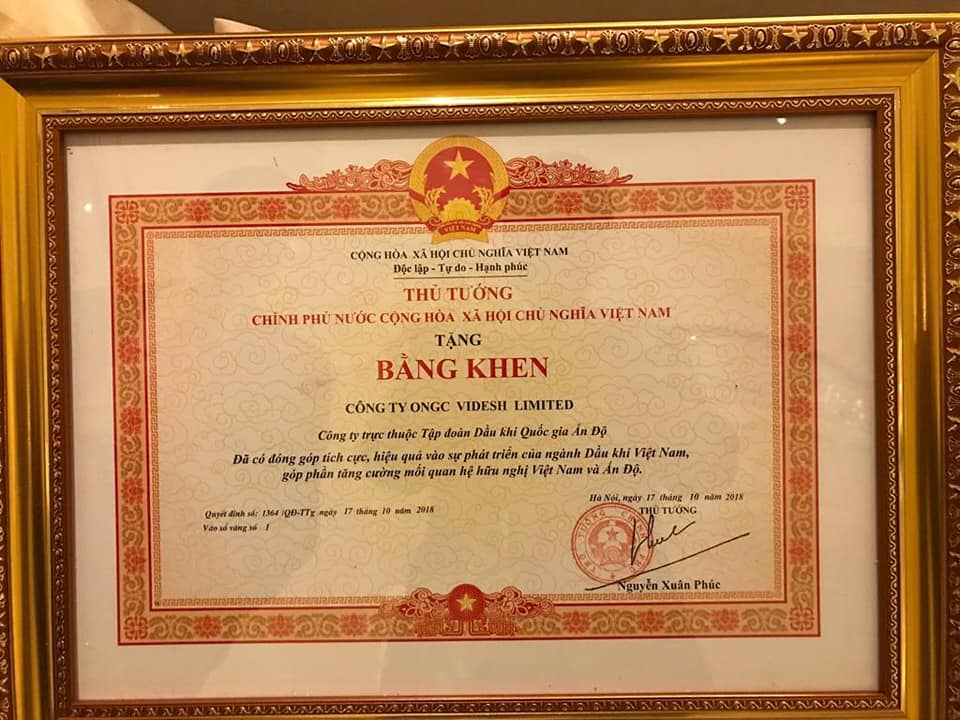 VIỆT NAM
CỘNG HÒA XÃ HỘI CHỦ NGHĨA VIỆT NAM
Độc lập - Tự do - Hạnh phúc
THỦ TƯỚNG
CHÍNH PHỦ NƯỚC CỘNG HÒA XÃ HỘI CHỦ NGHĨA VIỆT NAM
TẶNG
BẰNG KHEN
CÔNG TY ONGC VIDESH LIMITED
Công ty trực thuộc Tập đoàn Dầu khí Quốc gia Ấn Độ
Đã có đóng góp tích cực, hiệu quả vào sự phát triển của ngành Dầu khí Việt Nam,
góp phần tăng cường mối quan hệ hữu nghị Việt Nam và Ấn Độ.
Quyết định số: 1364 /QĐ-TTg ngày 17 tháng 10 năm 2018
Vào sổ vàng số 1
Hà Nội, ngày 17 tháng 10 năm 2018
THỦ TƯỚNG
Nguyễn Xuân Phúc